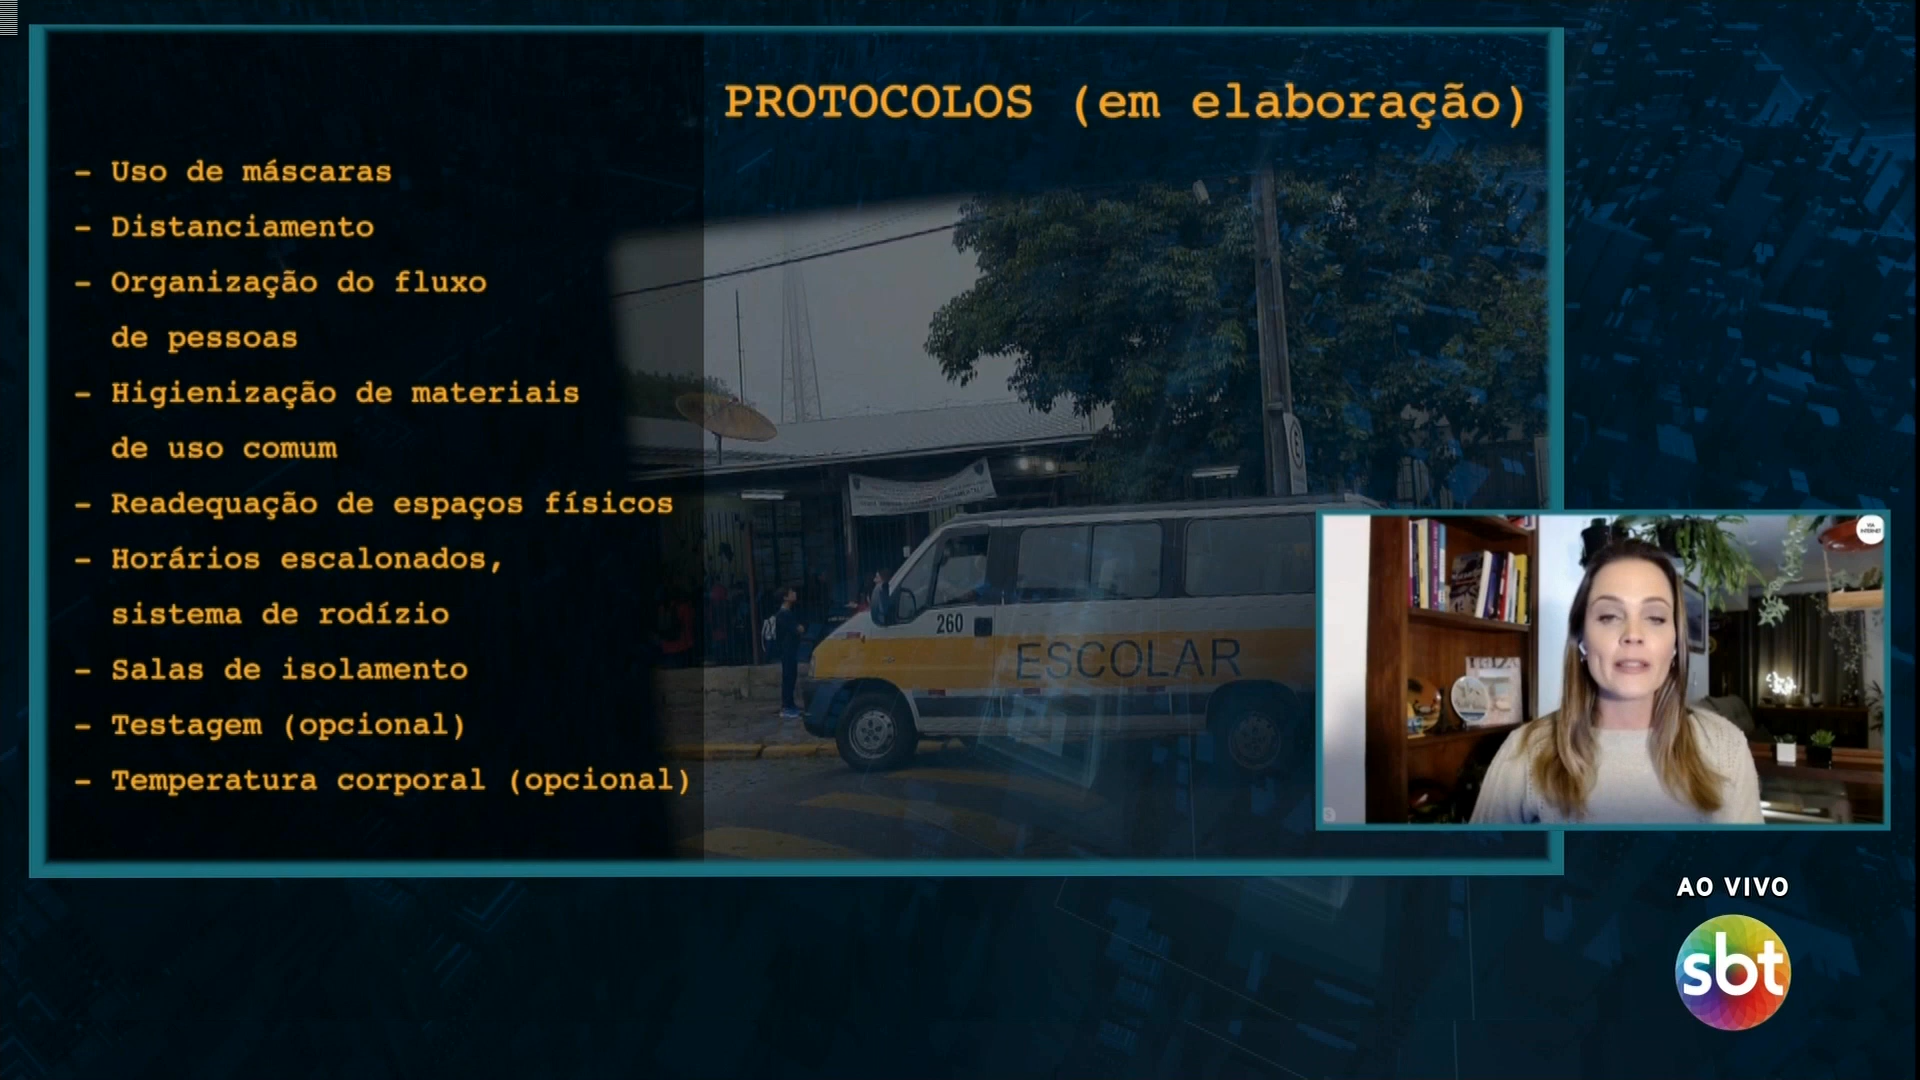 PROTOCOLOS (em elaboração)
- Uso de máscaras
- Distanciamento
- Organização do fluxo
de pessoas
- Higienização de materiais
de uso comum
- Readequação de espaços físicos
- Horários escalonados,
sistema de rodízio
- Salas de isolamento
- Testagem (opcional)
- Temperatura corporal (opcional)
260
ESCOLAR
VIA
INTERNET
AO VIVO
sbt